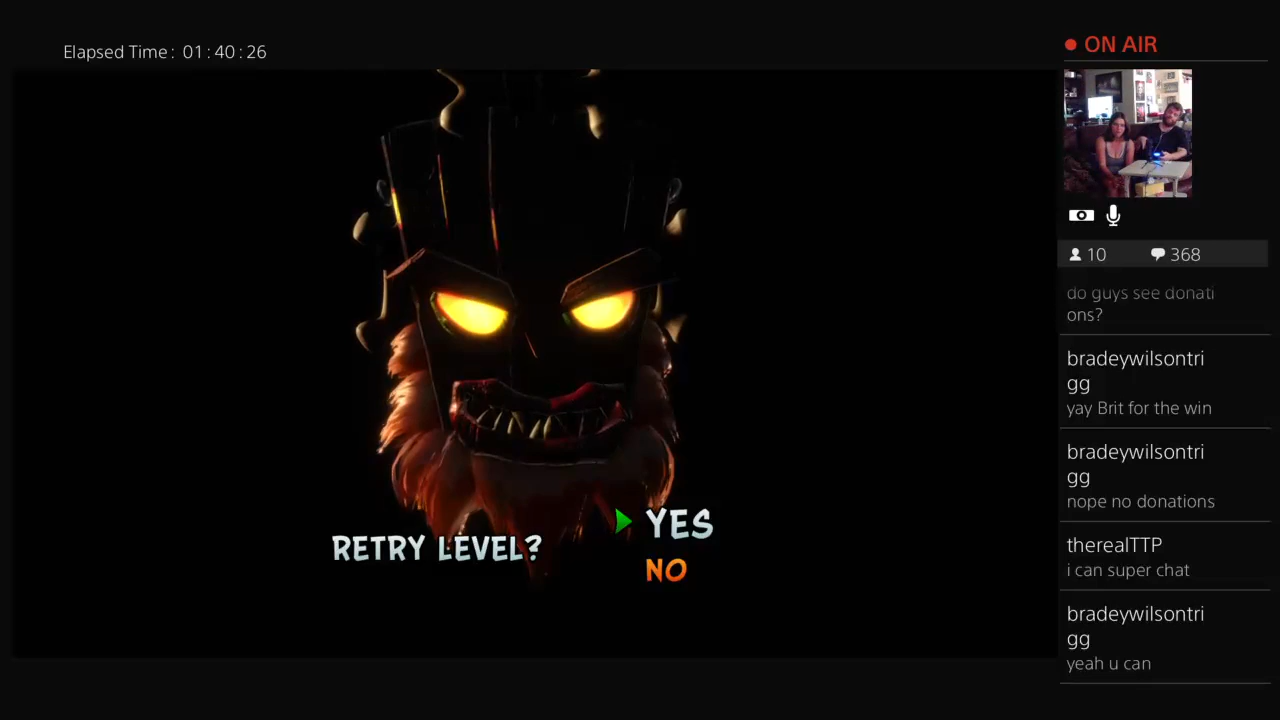 Elapsed Time: 01:40:26
ON AIR
10 368
do guys see donati
ons?
bradeywilsontri
gg
yay Brit for the win
bradeywilsontri
gg
nope no donations
therealTTP
i can super chat
bradeywilsontri
gg
yeah u can
RETRY LEVEL?
YES
NO